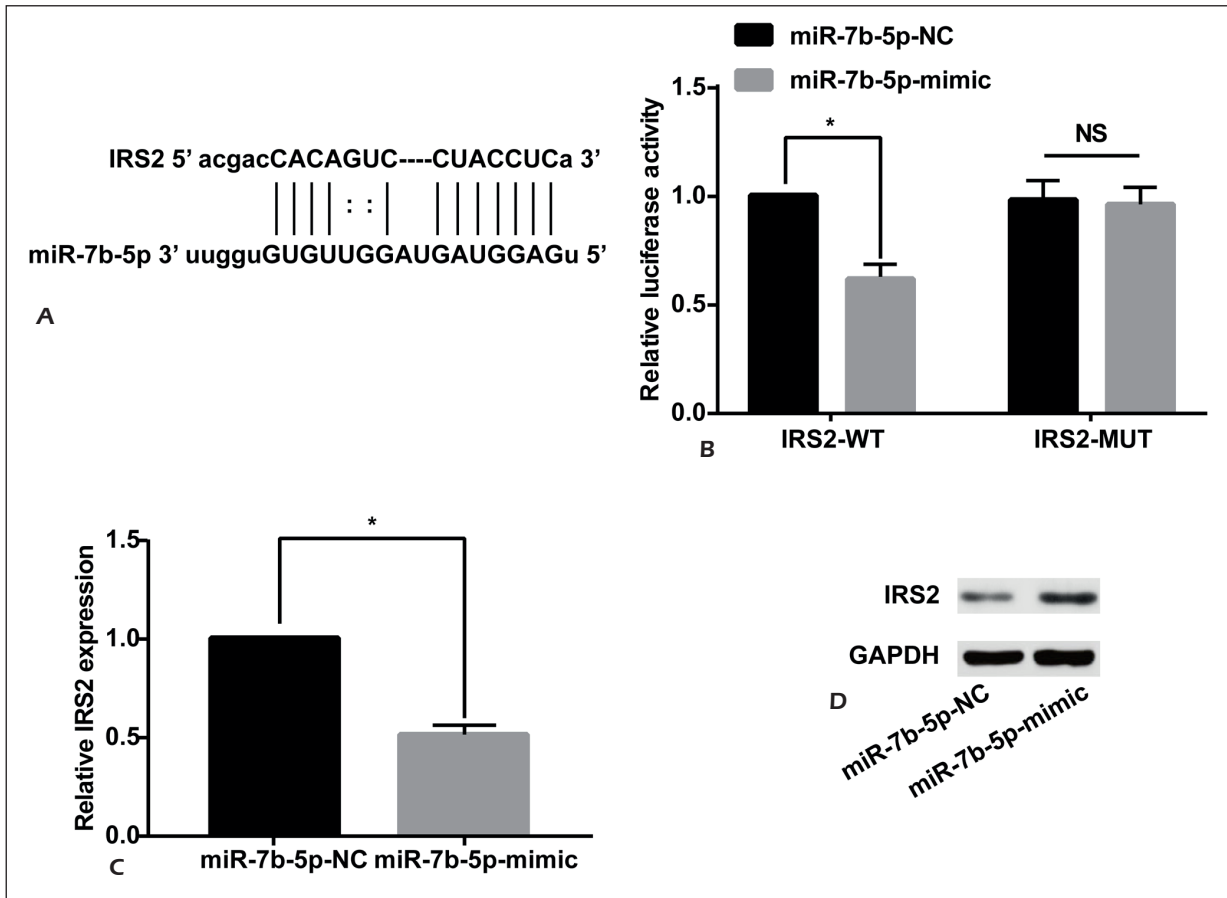 IRS2 5’ acgacCACAGUC----CUACCUCa 3’
miR-7b-5p 3’ uugguGUGUUGGAUGAUGGAGu 5’
A
miR-7b-5p-NC
miR-7b-5p-mimic
Relative luciferase activity
1.5
1.0
0.5
0.0
*
NS
IRS2-WT
IRS2-MUT
B
Relative IRS2 expression
1.5
1.0
0.5
0.0
*
miR-7b-5p-NC miR-7b-5p-mimic
C
IRS2
GAPDH
D
miR-7b-5p-NC
miR-7b-5p-mimic